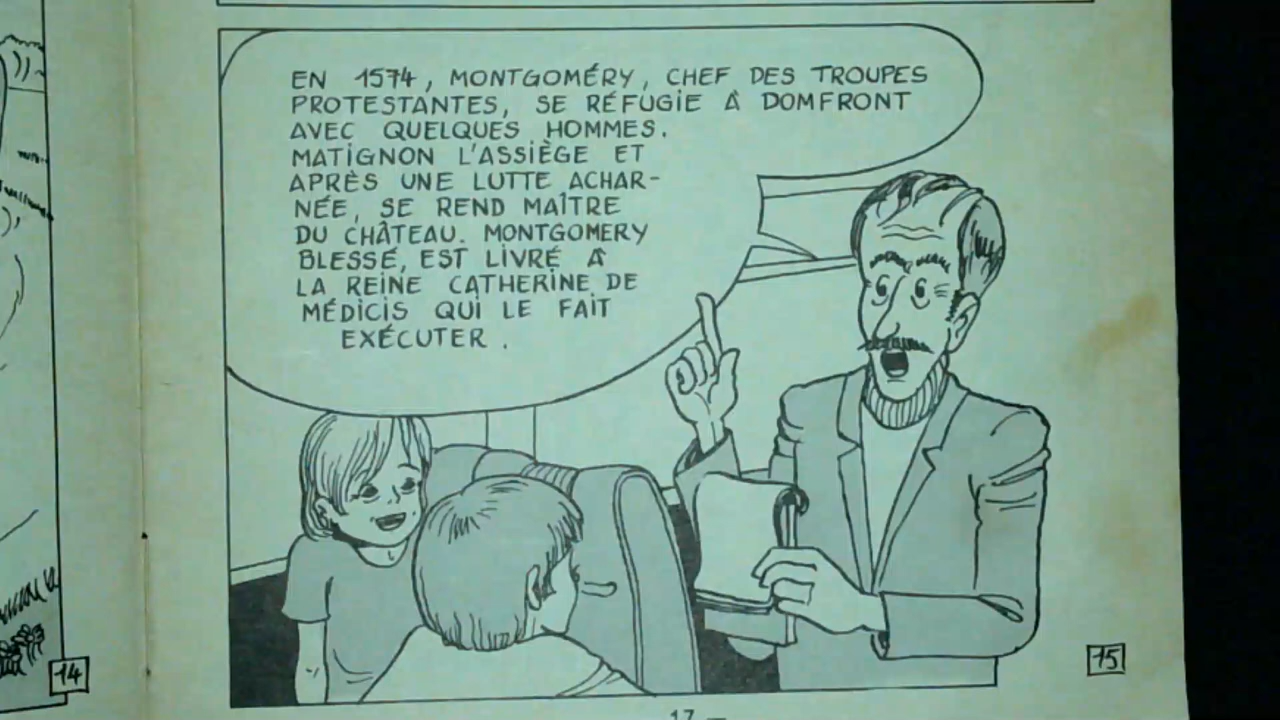 EN 1574, MONTGOMÉRY, CHEF DES TROUPES
PROTESTANTES, SE RÉFUGIE À DOMFRONT
AVEC QUELQUES HOMMES.
MATIGNON L'ASSIÈGE ET
APRÈS UNE LUTTE ACHAR-
NÉE, SE REND MAÎTRE
DU CHÂTEAU. MONTGOMERY
BLESSÉ, EST LIVRÉ À
LA REINE CATHERINE DE
MÉDICIS QUI LE FAIT
EXÉCUTER.
14
15
17 —